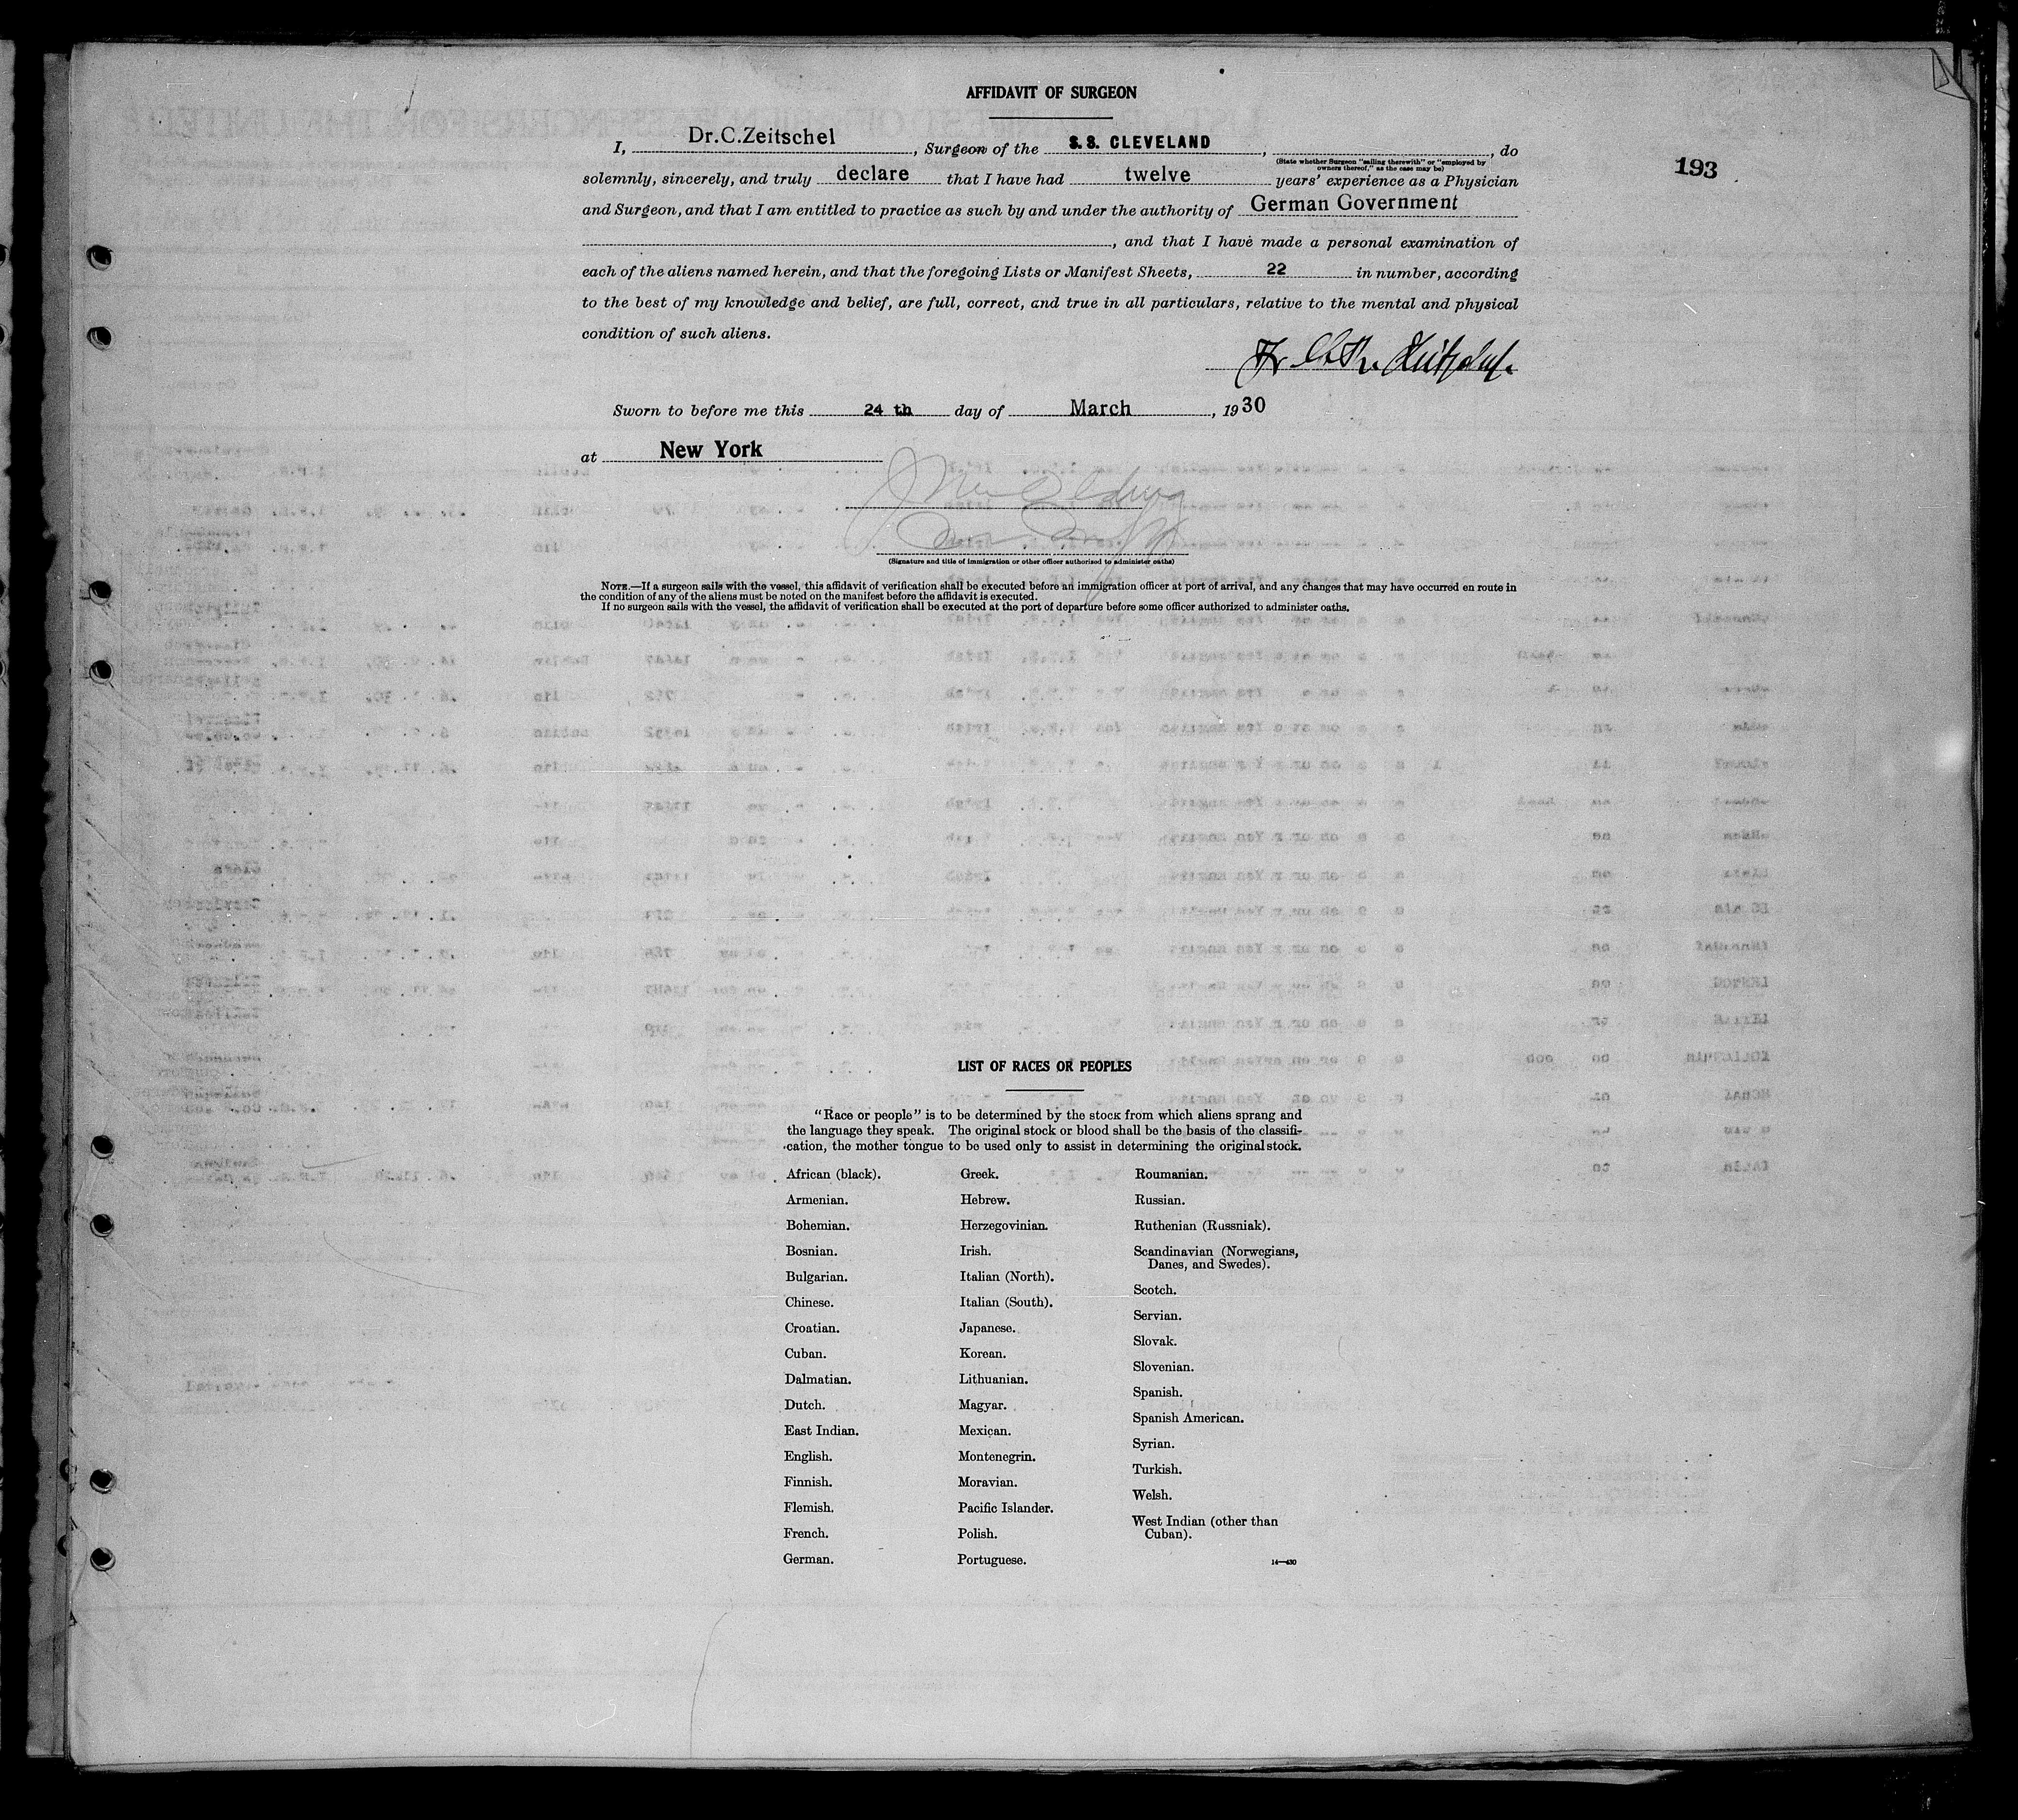 AFFIDAVIT OF SURGEON
193
I, Dr.C.Zeitschel, Surgeon of the S.S. CLEVELAND, , do
(State whether Surgeon "sailing therewith" or "employed by
owners thereof," as the case may be)
solemnly, sincerely, and truly declare that I have had twelve years' experience as a Physician
and Surgeon, and that I am entitled to practice as such by and under the authority of German Government
, and that I have made a personal examination of
each of the aliens named herein, and that the foregoing Lists or Manifest Sheets, 22 in number, according
to the best of my knowledge and belief, are full, correct, and true in all particulars, relative to the mental and physical
condition of such aliens.
Sworn to before me this 24 th day of March, 1930
at New York
(Signature and title of immigration or other officer authorized to administer oaths)
NOTE.—If a surgeon sails with the vessel, this affidavit of verification shall be executed before an immigration officer at port of arrival, and any changes that may have occurred en route in
the condition of any of the aliens must be noted on the manifest before the affidavit is executed.
If no surgeon sails with the vessel, the affidavit of verification shall be executed at the port of departure before some officer authorized to administer oaths.
LIST OF RACES OR PEOPLES
"Race or people" is to be determined by the stock from which aliens sprang and
the language they speak. The original stock or blood shall be the basis of the classifi-
cation, the mother tongue to be used only to assist in determining the original stock.
African (black).
Armenian.
Bohemian.
Bosnian.
Bulgarian.
Chinese.
Croatian.
Cuban.
Dalmatian.
Dutch.
East Indian.
English.
Finnish.
Flemish.
French.
German.
Greek.
Hebrew.
Herzegovinian.
Irish.
Italian (North).
Italian (South).
Japanese.
Korean.
Lithuanian.
Magyar.
Mexican.
Montenegrin.
Moravian.
Pacific Islander.
Polish.
Portuguese.
Roumanian.
Russian.
Ruthenian (Russniak).
Scandinavian (Norwegians,
Danes, and Swedes).
Scotch.
Servian.
Slovak.
Slovenian.
Spanish.
Spanish American.
Syrian.
Turkish.
Welsh.
West Indian (other than
Cuban).
14—430